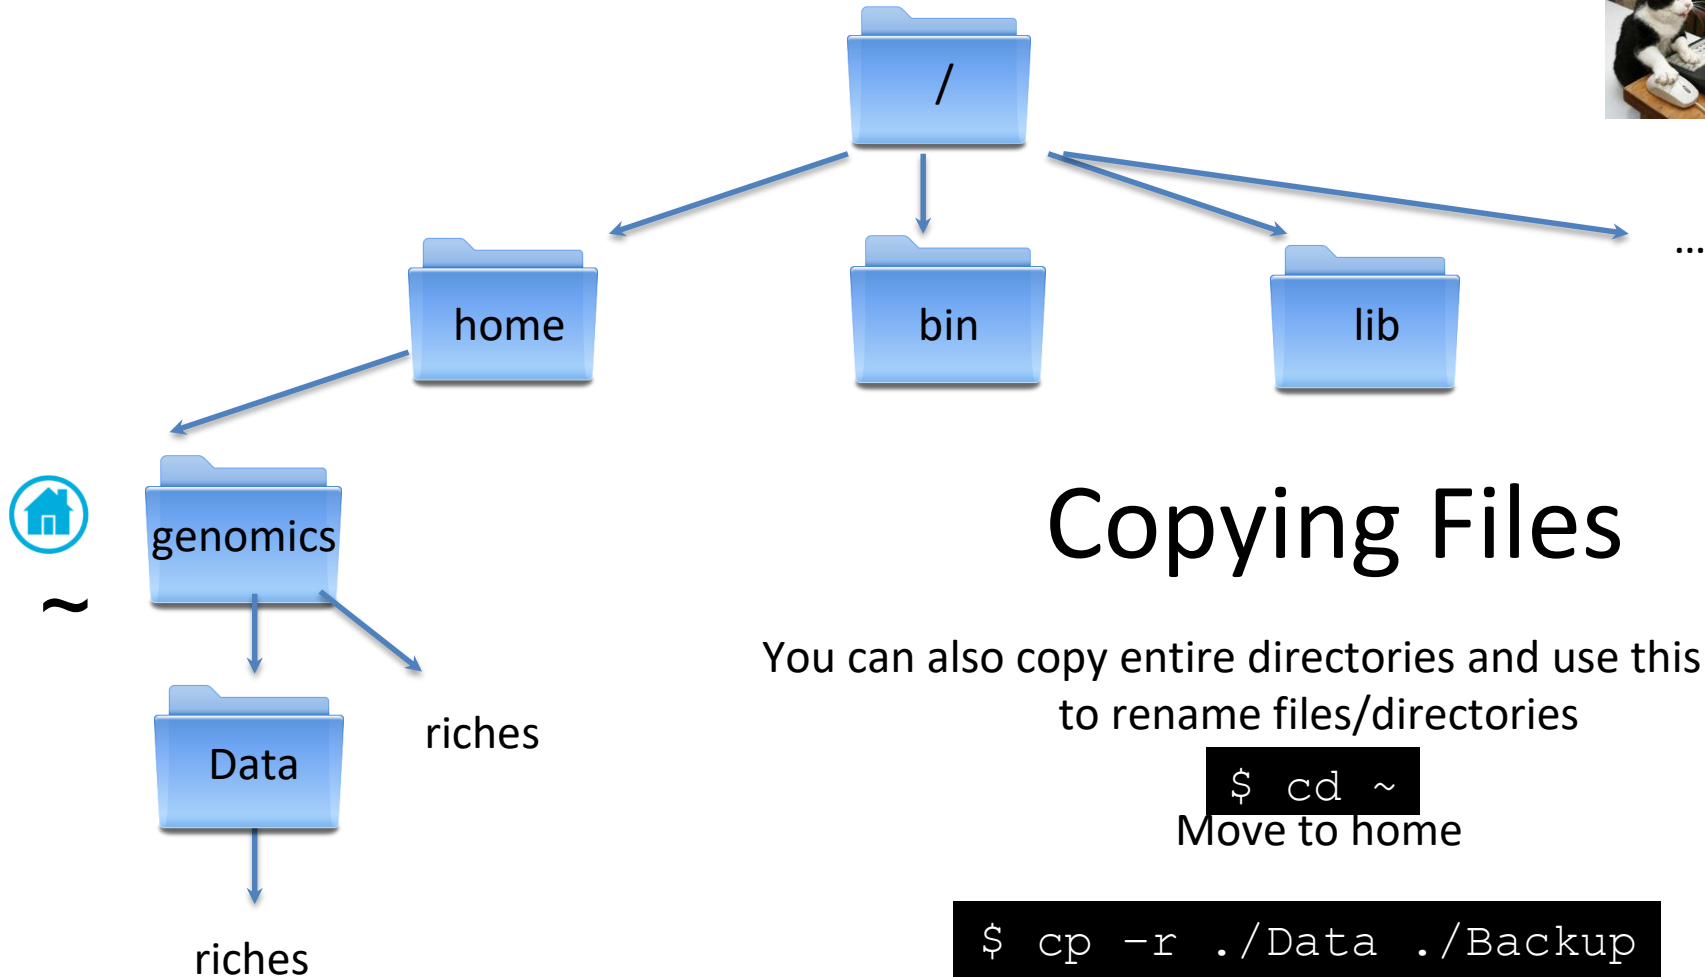 /
home
bin
lib
...
genomics
~
Data
riches
riches
Copying Files
You can also copy entire directories and use this
to rename files/directories
$ cd ~
Move to home
$ cp –r ./Data ./Backup